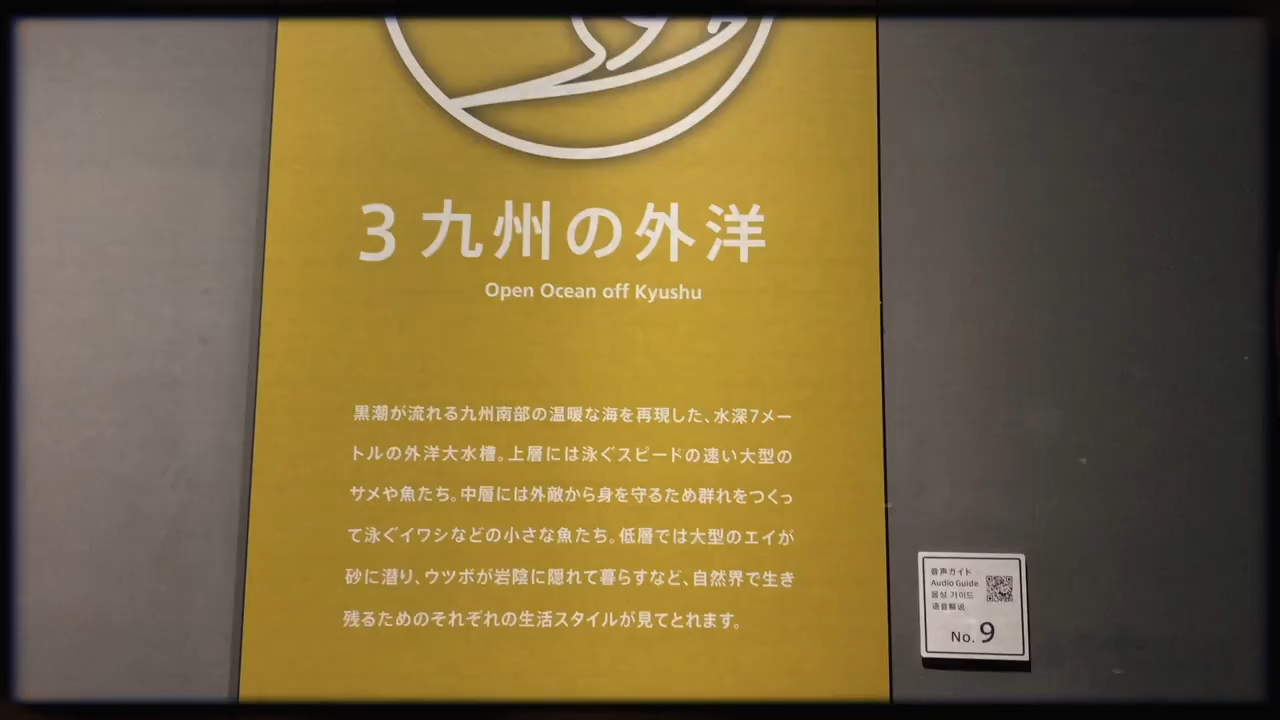 3 九州の外洋
Open Ocean off Kyushu
黒潮が流れる九州南部の温暖な海を再現した、水深7メー
トルの外洋大水槽。上層には泳ぐスピードの速い大型の
サメや魚たち。中層には外敵から身を守るため群れをつくっ
て泳ぐイワシなどの小さな魚たち。低層では大型のエイが
砂に潜り、ウツボが岩陰に隠れて暮らすなど、自然界で生き
残るためのそれぞれの生活スタイルが見てとれます。
音声ガイド
Audio Guide
음성 가이드
语音解说
No. 9